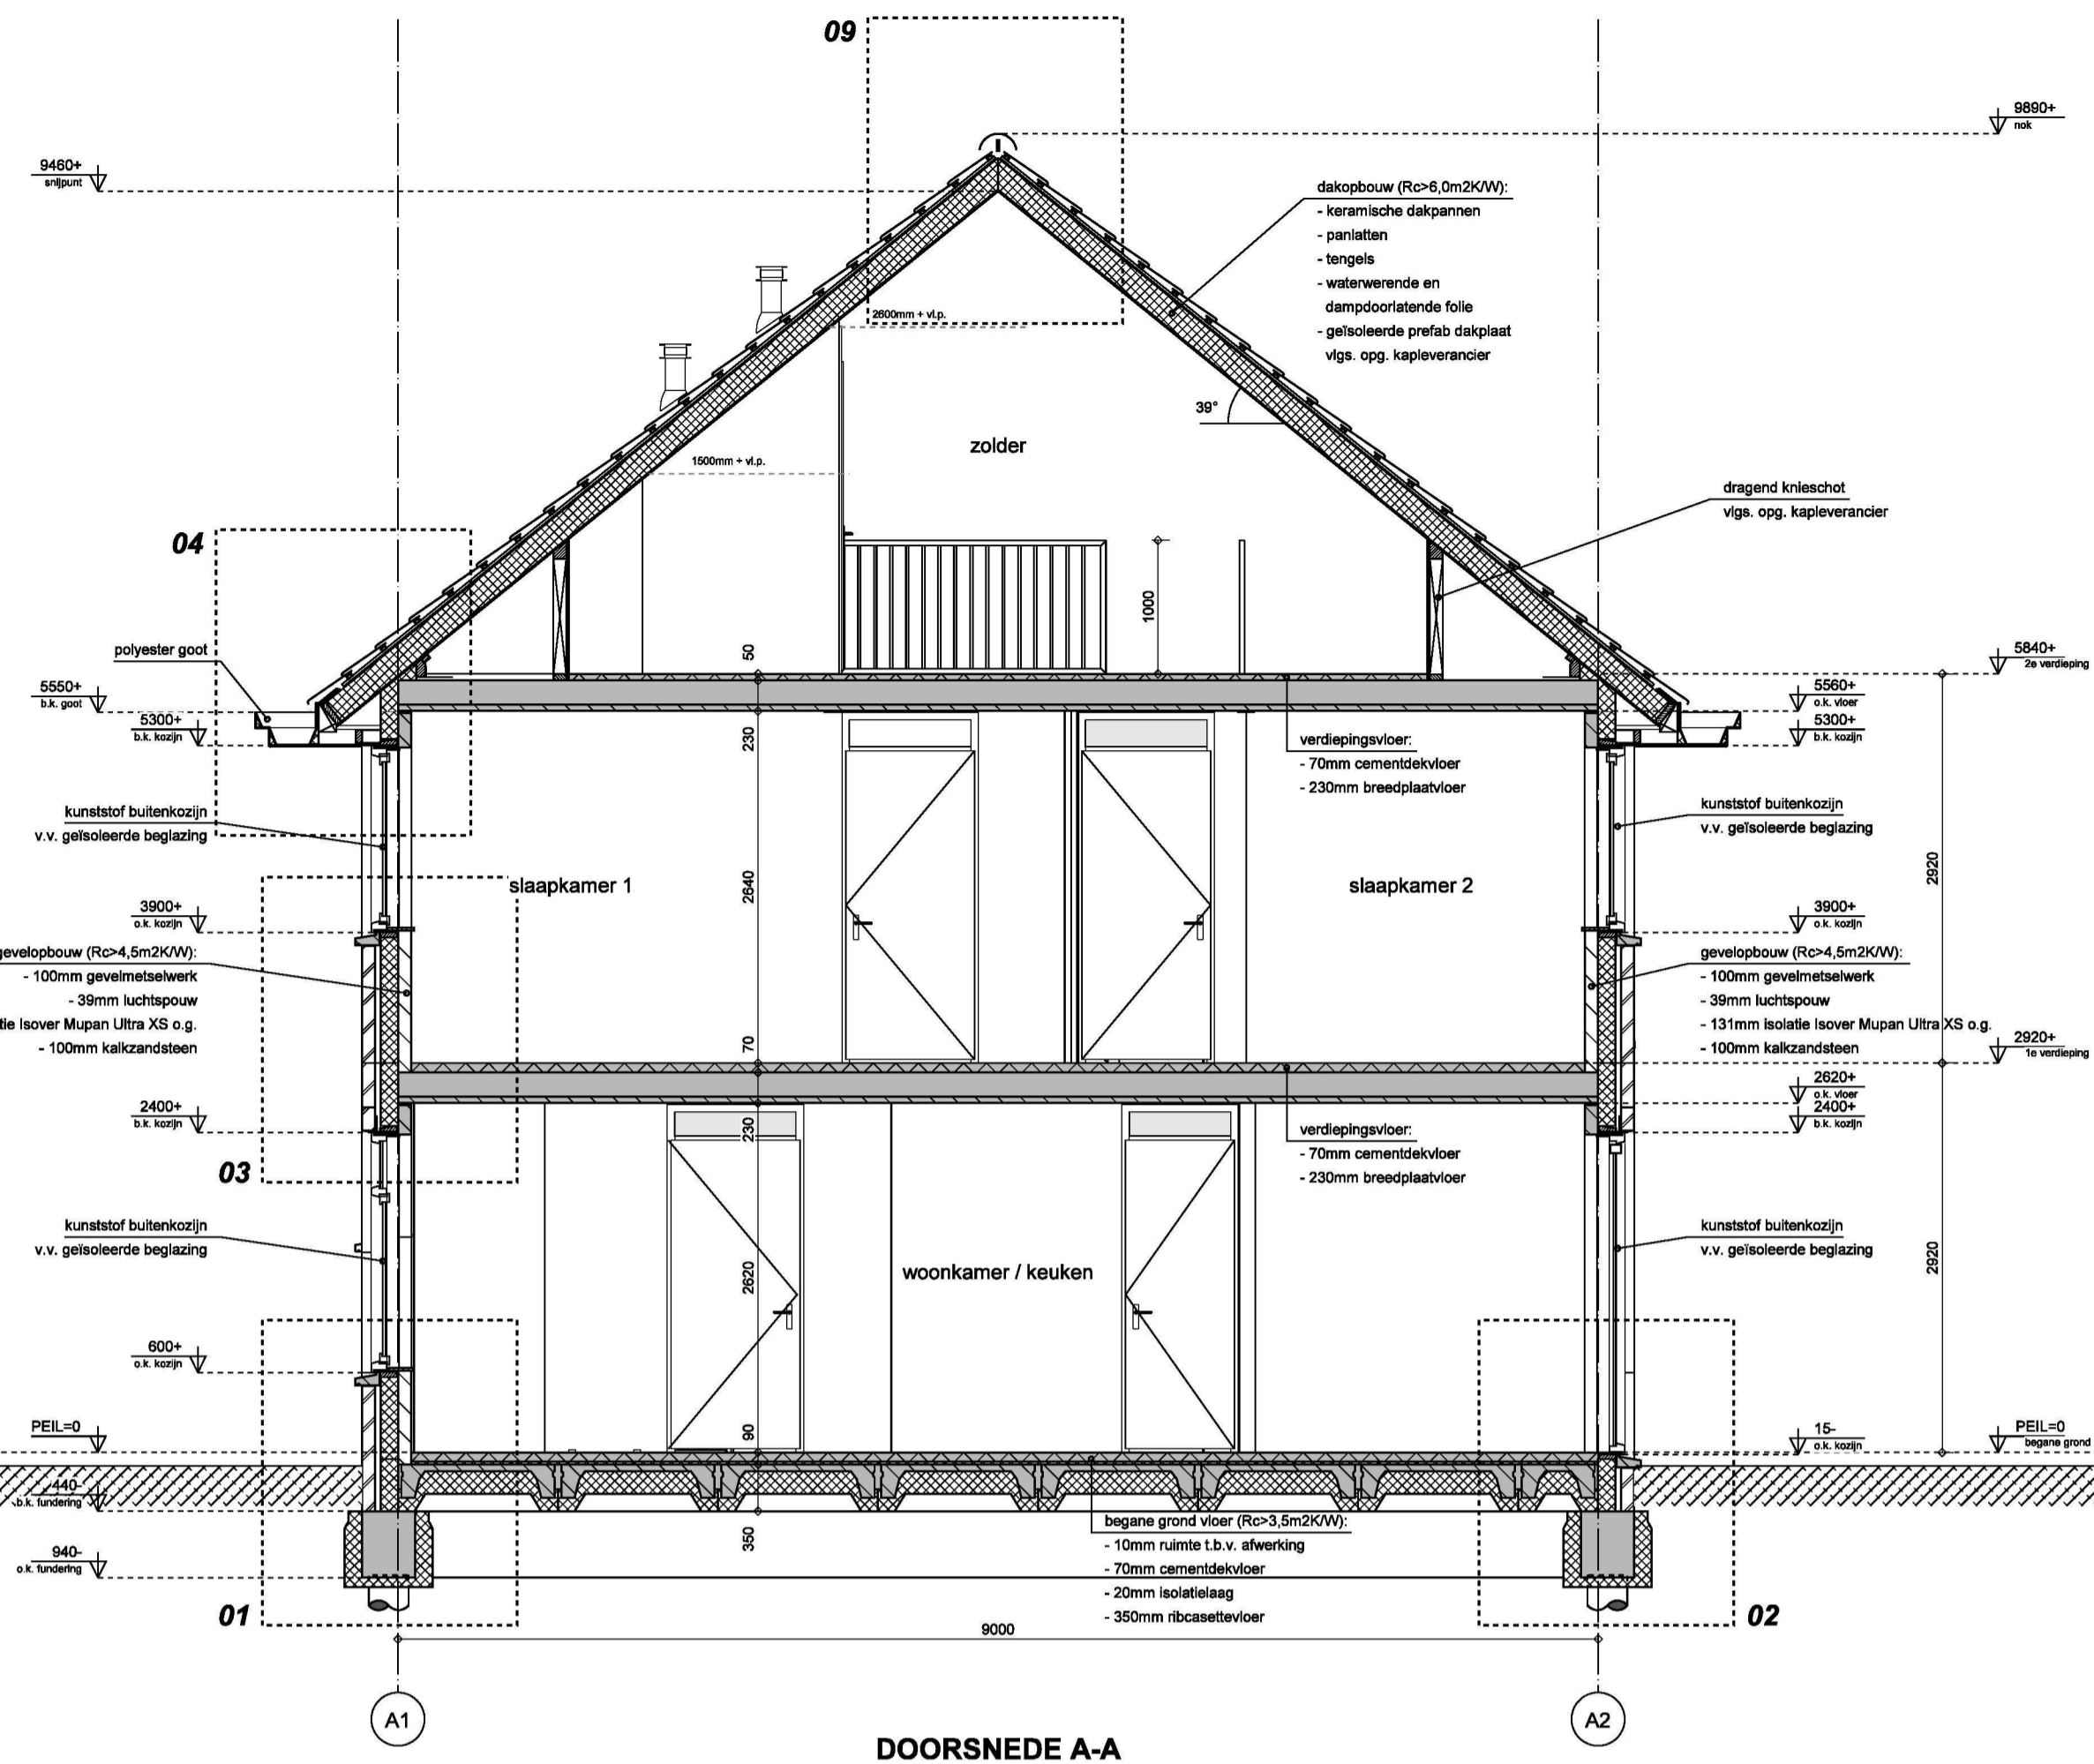 09
9890+
nok
9460+
snijpunt
dakopbouw (Rc>6,0m2K/W):
- keramische dakpannen
- panlatten
- tengels
- waterwerende en
dampdoorlatende folie
- geïsoleerde prefab dakplaat
vlgs. opg. kapleverancier
2600mm + vl.p.
39°
zolder
1500mm + vl.p.
dragend knieschot
vlgs. opg. kapleverancier
04
1000
polyester goot
50
5840+
2e verdieping
5550+
b.k. goot
5560+
o.k. vloer
5300+
b.k. kozijn
5300+
b.k. kozijn
230
verdiepingsvloer:
- 70mm cementdekvloer
- 230mm breedplaatvloer
kunststof buitenkozijn
v.v. geïsoleerde beglazing
kunststof buitenkozijn
v.v. geïsoleerde beglazing
slaapkamer 1
2640
slaapkamer 2
2920
3900+
o.k. kozijn
3900+
o.k. kozijn
gevelopbouw (Rc>4,5m2K/W):
- 100mm gevelmetselwerk
- 39mm luchtspouw
tie Isover Mupan Ultra XS o.g.
- 100mm kalkzandsteen
gevelopbouw (Rc>4,5m2K/W):
- 100mm gevelmetselwerk
- 39mm luchtspouw
- 131mm isolatie Isover Mupan Ultra XS o.g.
- 100mm kalkzandsteen
70
2920+
1e verdieping
2620+
o.k. vloer
2400+
b.k. kozijn
2400+
b.k. kozijn
230
verdiepingsvloer:
- 70mm cementdekvloer
- 230mm breedplaatvloer
03
kunststof buitenkozijn
v.v. geïsoleerde beglazing
kunststof buitenkozijn
v.v. geïsoleerde beglazing
2620
woonkamer / keuken
2920
600+
o.k. kozijn
PEIL=0
90
15-
o.k. kozijn
PEIL=0
begane grond
440-
b.k. fundering
350
begane grond vloer (Rc>3,5m2K/W):
- 10mm ruimte t.b.v. afwerking
- 70mm cementdekvloer
- 20mm isolatielaag
- 350mm ribcasettevloer
940-
o.k. fundering
01
02
9000
A1
A2
DOORSNEDE A-A